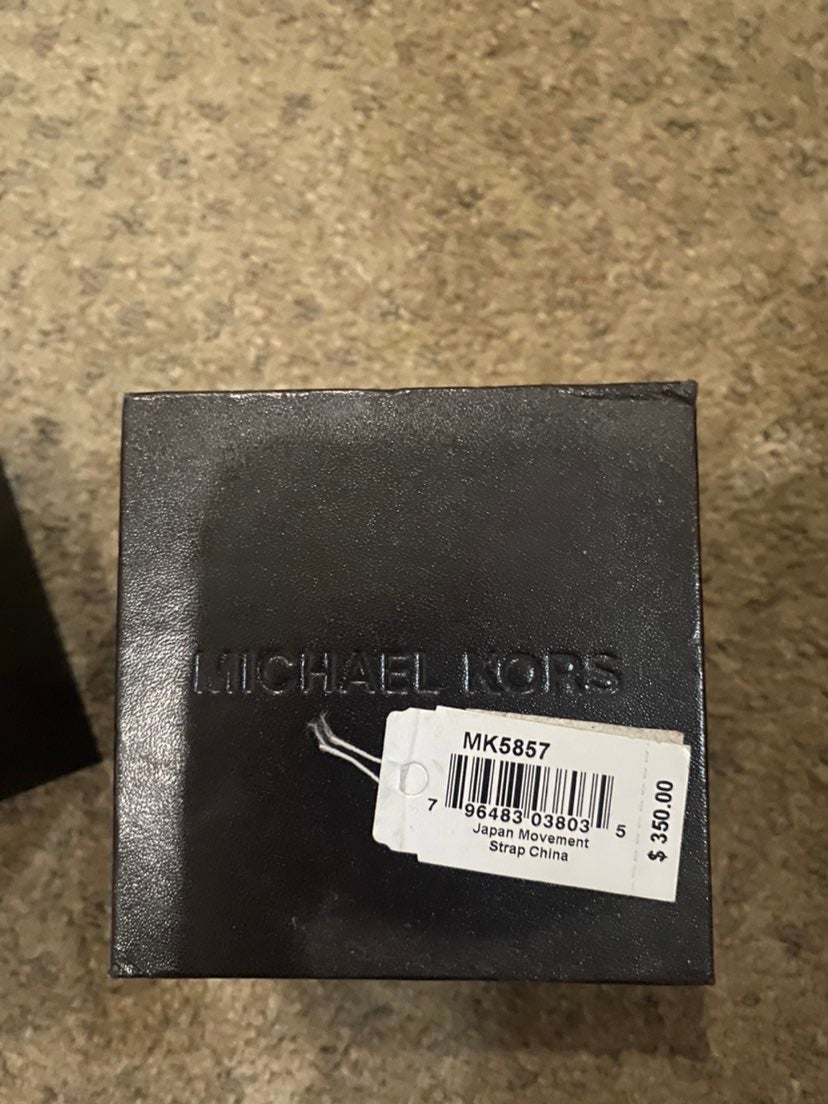 MICHAEL KORS
MK5857
7 96483 03803 5
Japan Movement
Strap China
$ 350.00